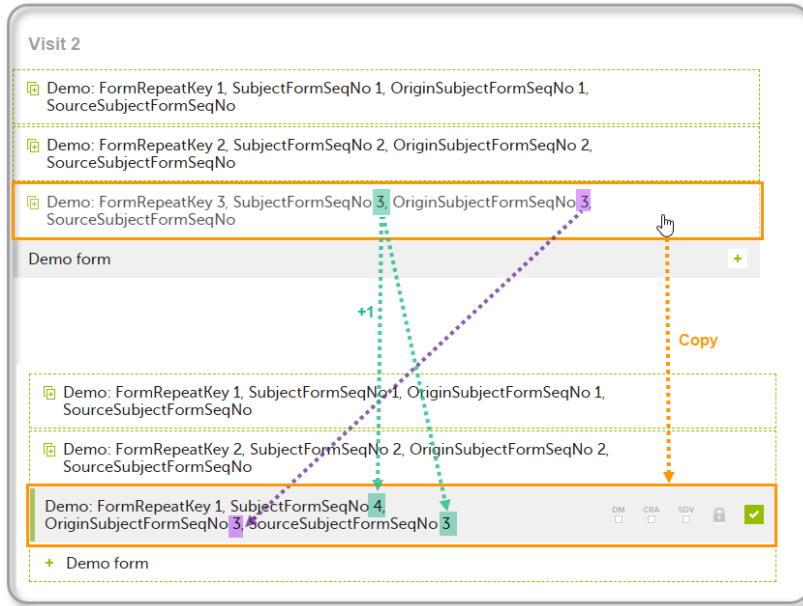 Visit 2
Demo: FormRepeatKey 1, SubjectFormSeqNo 1, OriginSubjectFormSeqNo 1,
SourceSubjectFormSeqNo
Demo: FormRepeatKey 2, SubjectFormSeqNo 2, OriginSubjectFormSeqNo 2,
SourceSubjectFormSeqNo
Demo: FormRepeatKey 3, SubjectFormSeqNo 3, OriginSubjectFormSeqNo 3,
SourceSubjectFormSeqNo
Demo form +
+1
Copy
Demo: FormRepeatKey 1, SubjectFormSeqNo 1, OriginSubjectFormSeqNo 1,
SourceSubjectFormSeqNo
Demo: FormRepeatKey 2, SubjectFormSeqNo 2, OriginSubjectFormSeqNo 2,
SourceSubjectFormSeqNo
Demo: FormRepeatKey 1, SubjectFormSeqNo 4,
OriginSubjectFormSeqNo 3, SourceSubjectFormSeqNo 3
DM CRA SDV
+ Demo form